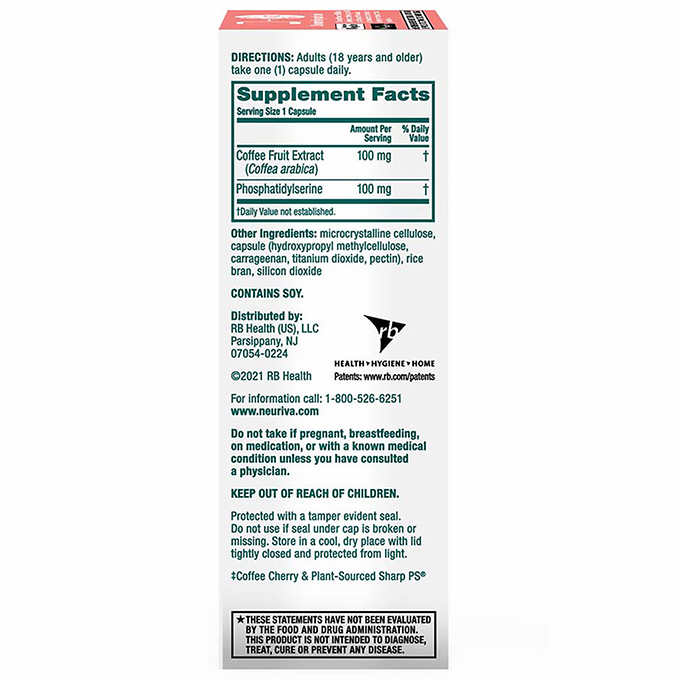 DIRECTIONS: Adults (18 years and older)
take one (1) capsule daily.
Supplement Facts
Serving Size 1 Capsule
Amount Per Serving % Daily Value
Coffee Fruit Extract 100 mg †
(Coffea arabica)
Phosphatidylserine 100 mg †
†Daily Value not established.
Other Ingredients: microcrystalline cellulose,
capsule (hydroxypropyl methylcellulose,
carrageenan, titanium dioxide, pectin), rice
bran, silicon dioxide
CONTAINS SOY.
Distributed by:
RB Health (US), LLC
Parsippany, NJ
07054-0224
©2021 RB Health
rb
HEALTH • HYGIENE • HOME
Patents: www.rb.com/patents
For information call: 1-800-526-6251
www.neuriva.com
Do not take if pregnant, breastfeeding,
on medication, or with a known medical
condition unless you have consulted
a physician.
KEEP OUT OF REACH OF CHILDREN.
Protected with a tamper evident seal.
Do not use if seal under cap is broken or
missing. Store in a cool, dry place with lid
tightly closed and protected from light.
‡Coffee Cherry & Plant-Sourced Sharp PS®
★THESE STATEMENTS HAVE NOT BEEN EVALUATED
BY THE FOOD AND DRUG ADMINISTRATION.
THIS PRODUCT IS NOT INTENDED TO DIAGNOSE,
TREAT, CURE OR PREVENT ANY DISEASE.